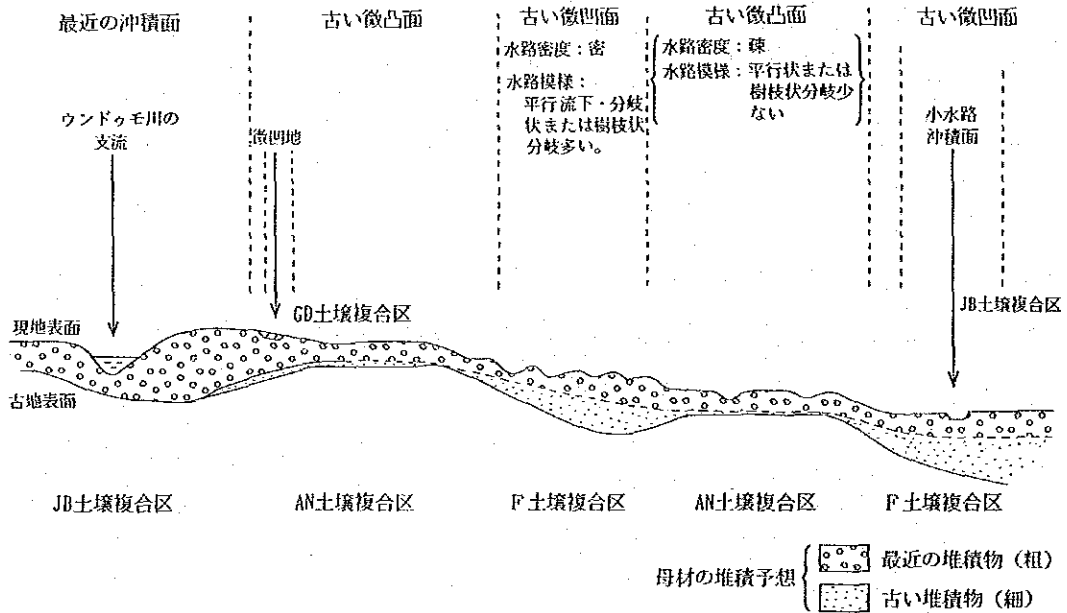 最近の沖積面
古い微凸面
古い微凹面
古い微凸面
古い微凹面
水路密度：密
水路模様：
平行流下・分岐
状または樹枝状
分岐多い。
水路密度：疎
水路模様：平行状または
樹枝状分岐少
ない
ウンドゥモ川の
支流
微凹地
小水路
沖積面
GD土壌複合区
JB土壌複合区
現地表面
古地表面
JB土壌複合区
AN土壌複合区
F土壌複合区
AN土壌複合区
F土壌複合区
母材の堆積予想
最近の堆積物（粗）
古い堆積物（細）